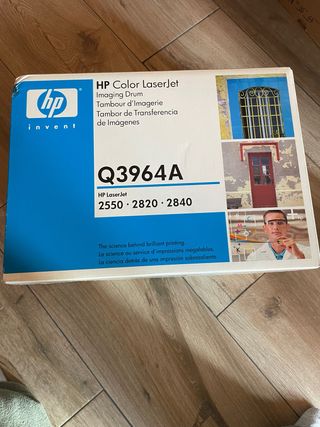 hp
invent
HP Color LaserJet
Imaging Drum
Tambour d'Imagerie
Tambor de Transferencia
de Imágenes
Q3964A
HP LaserJet
2550 · 2820 · 2840
The science behind brilliant printing.
La science au service d'impressions inégalables.
La ciencia detrás de una impresión sensacional.